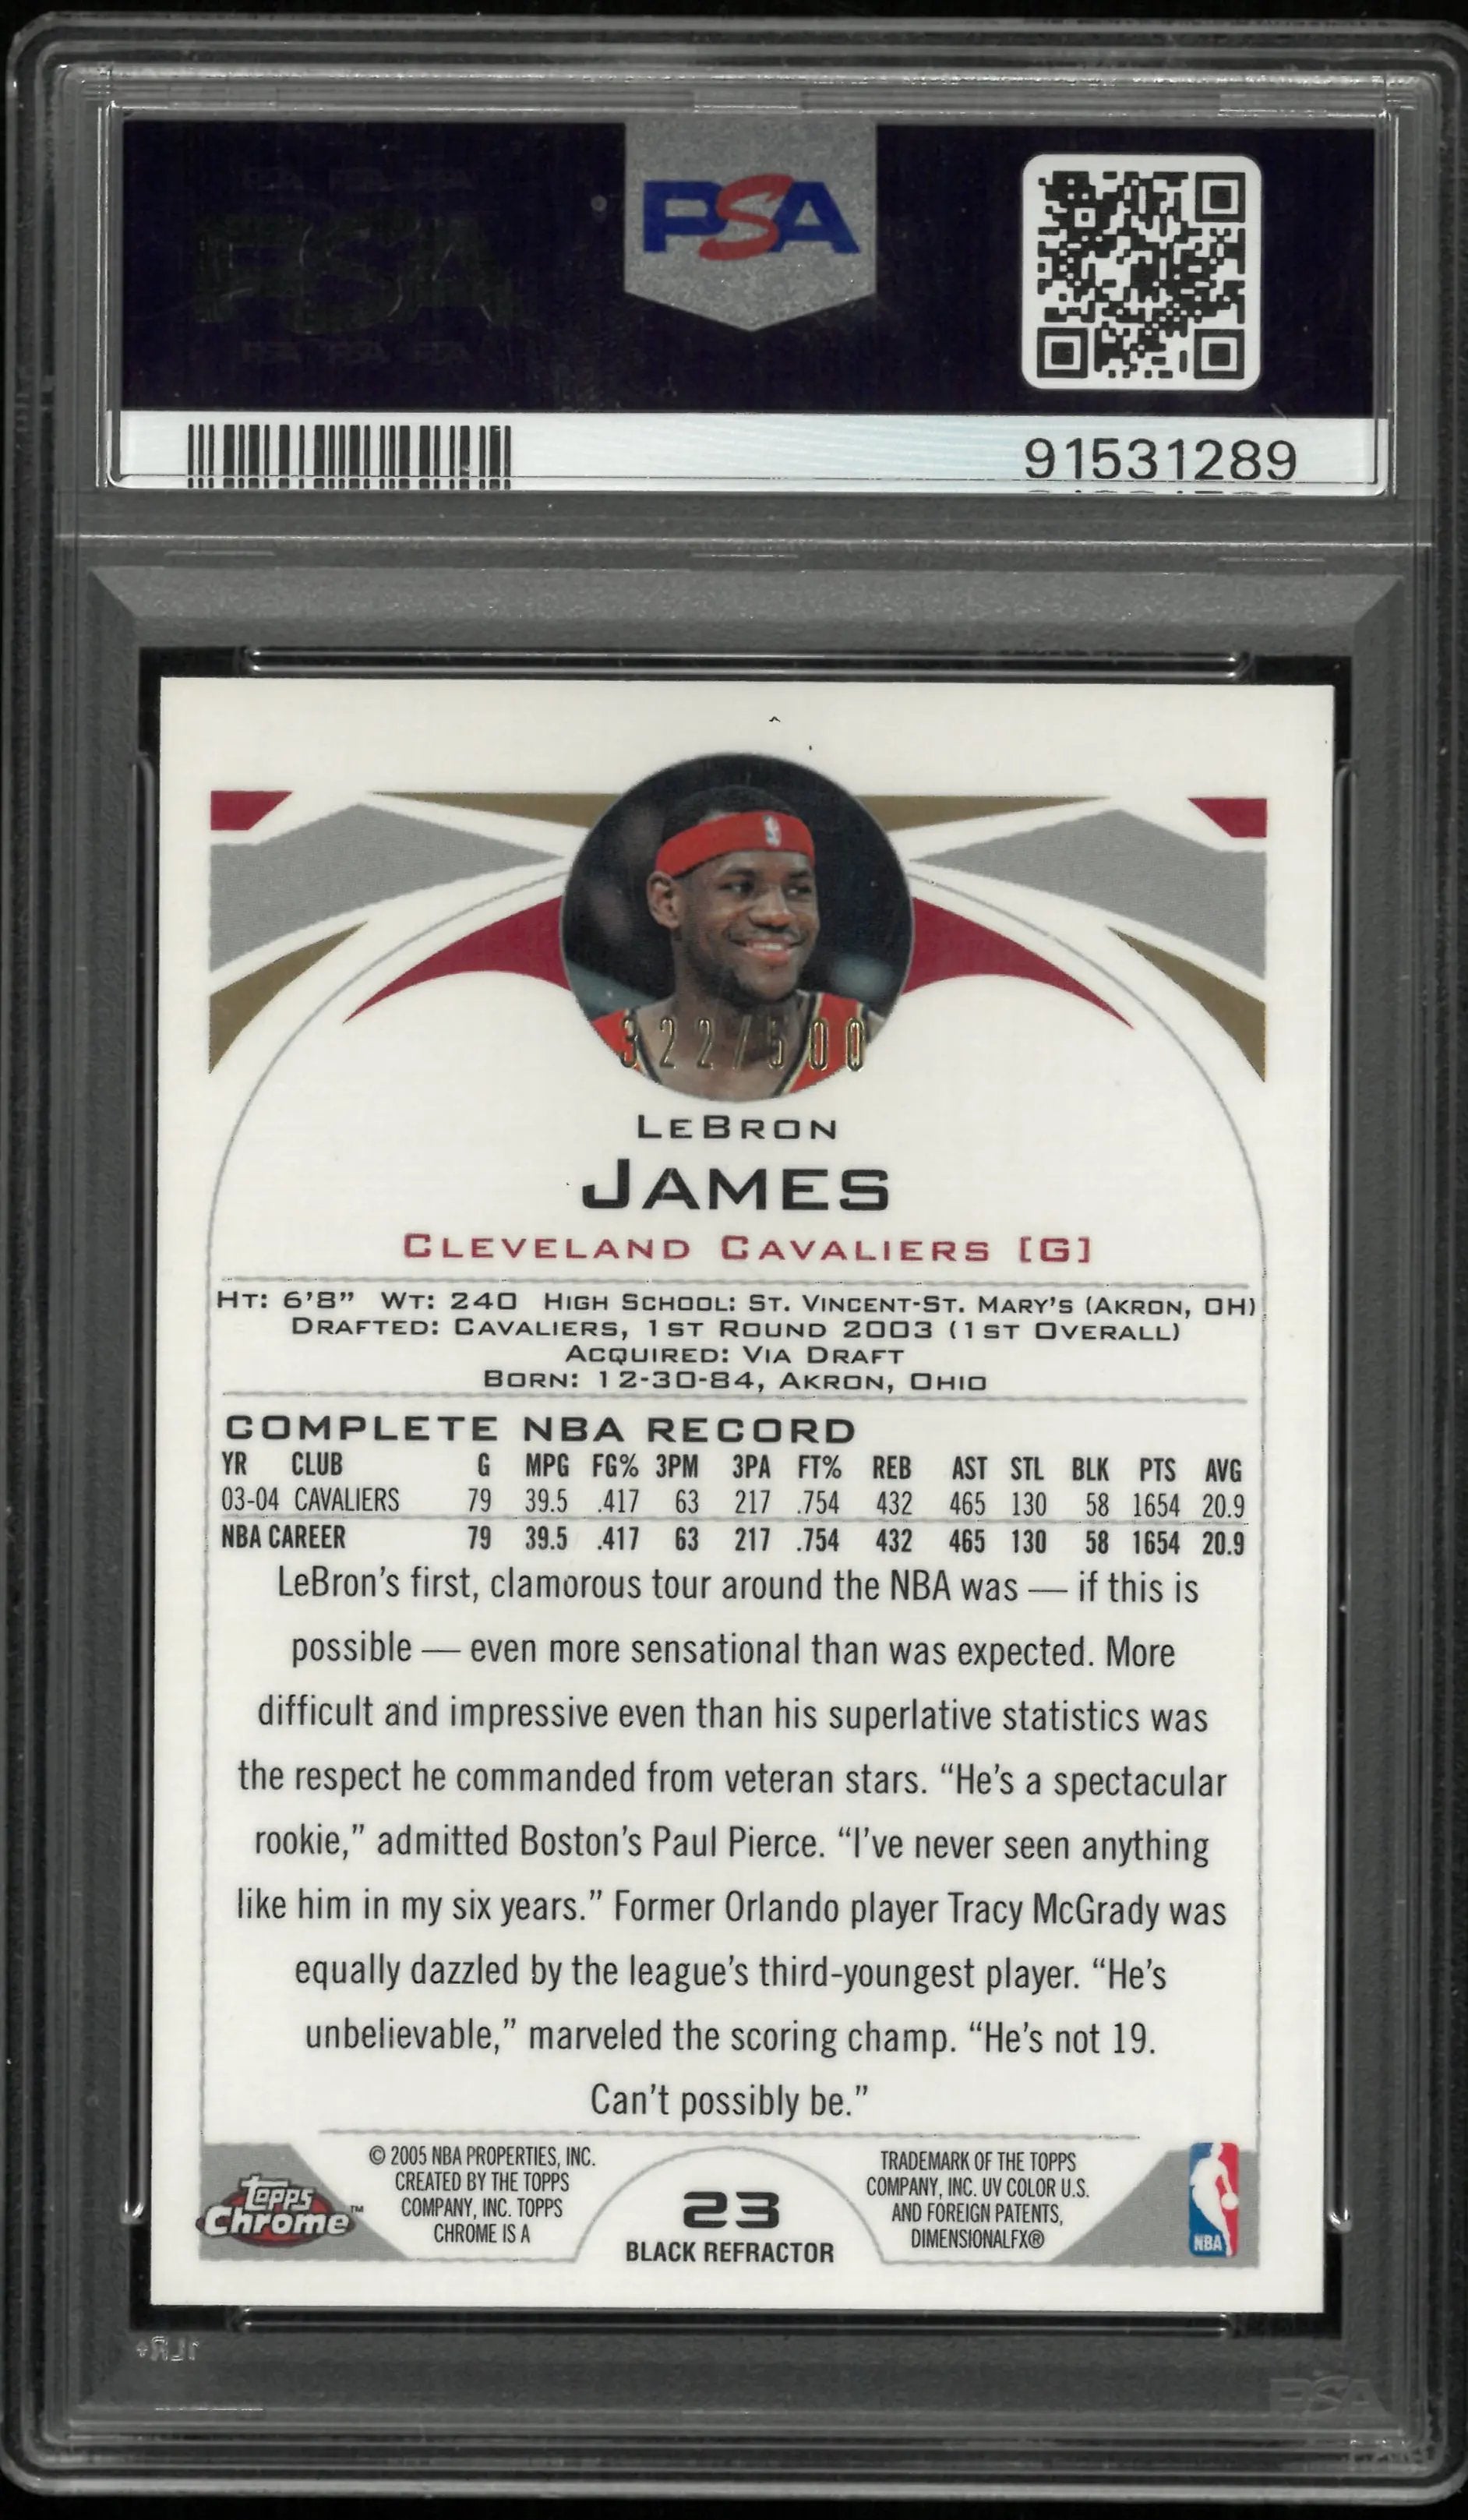 PSA
91531289
322/500
LEBRON
JAMES
CLEVELAND CAVALIERS [G]
HT: 6'8" WT: 240 HIGH SCHOOL: ST. VINCENT-ST. MARY'S (AKRON, OH)
DRAFTED: CAVALIERS, 1ST ROUND 2003 (1ST OVERALL)
ACQUIRED: VIA DRAFT
BORN: 12-30-84, AKRON, OHIO
COMPLETE NBA RECORD
YR CLUB G MPG FG% 3PM 3PA FT% REB AST STL BLK PTS AVG
03-04 CAVALIERS 79 39.5 .417 63 217 .754 432 465 130 58 1654 20.9
NBA CAREER 79 39.5 .417 63 217 .754 432 465 130 58 1654 20.9
LeBron's first, clamorous tour around the NBA was — if this is
possible — even more sensational than was expected. More
difficult and impressive even than his superlative statistics was
the respect he commanded from veteran stars. "He's a spectacular
rookie," admitted Boston's Paul Pierce. "I've never seen anything
like him in my six years." Former Orlando player Tracy McGrady was
equally dazzled by the league's third-youngest player. "He's
unbelievable," marveled the scoring champ. "He's not 19.
Can't possibly be."
Topps
Chrome™
© 2005 NBA PROPERTIES, INC.
CREATED BY THE TOPPS
COMPANY, INC. TOPPS
CHROME IS A
23
BLACK REFRACTOR
TRADEMARK OF THE TOPPS
COMPANY, INC. UV COLOR U.S.
AND FOREIGN PATENTS,
DIMENSIONALFX®
NBA
PSA